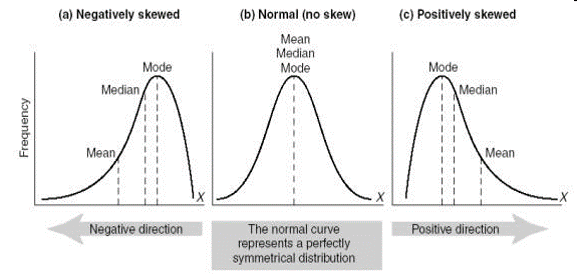 (a) Negatively skewed
(b) Normal (no skew)
(c) Positively skewed
Frequency
Mode
Median
Mean
X
Mean
Median
Mode
X
Mode
Median
Mean
X
Negative direction
The normal curve
represents a perfectly
symmetrical distribution
Positive direction